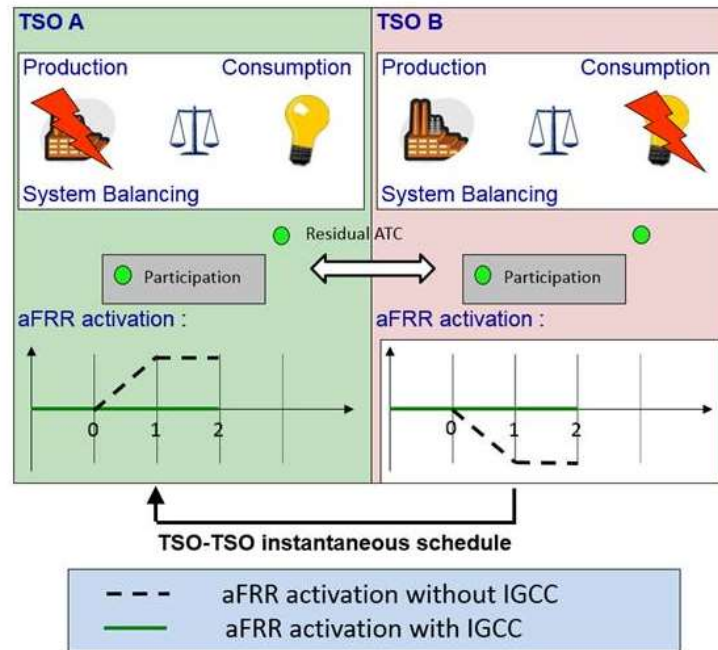 TSO A
TSO B
Production
Consumption
Production
Consumption
System Balancing
System Balancing
Residual ATC
Participation
Participation
aFRR activation :
aFRR activation :
0
1
2
0
1
2
TSO-TSO instantaneous schedule
aFRR activation without IGCC
aFRR activation with IGCC